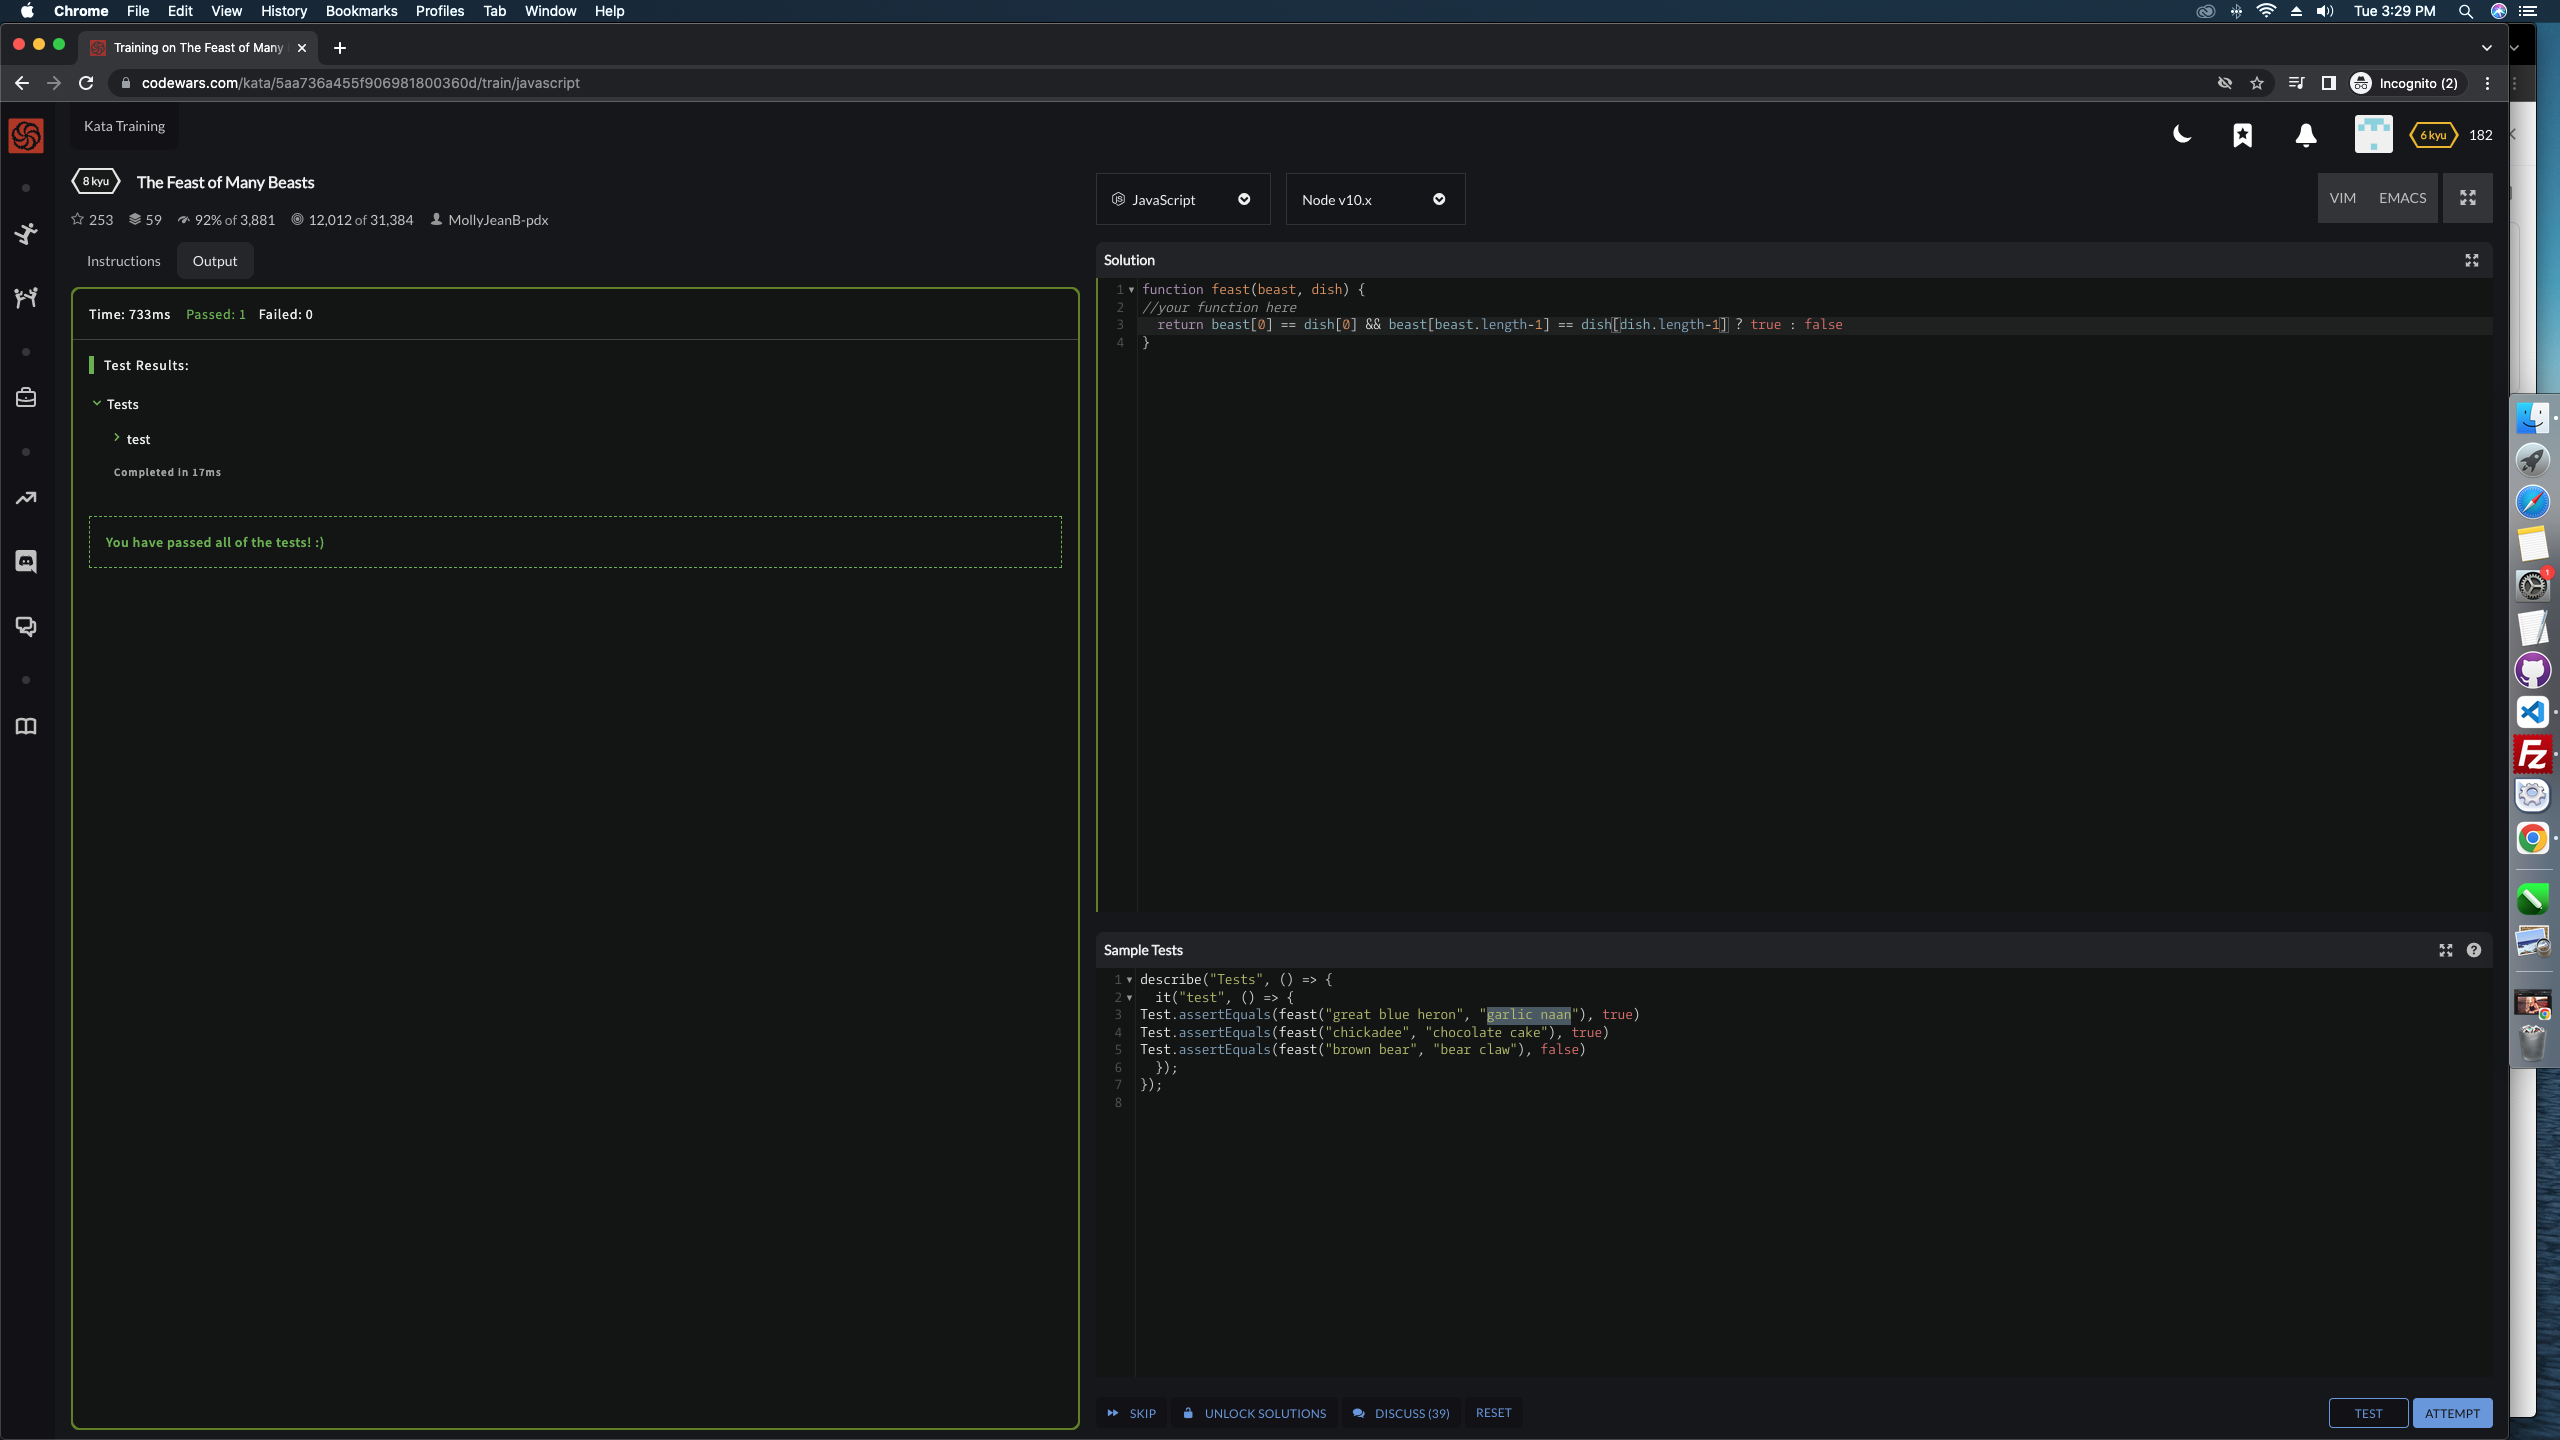 Chrome File Edit View History Bookmarks Profiles Tab Window Help
Tue 3:29 PM
Training on The Feast of Many
codewars.com/kata/5aa736a455f906981800360d/train/javascript
Incognito (2)
Kata Training
6 kyu 182
8 kyu The Feast of Many Beasts
253 59 92% of 3,881 12,012 of 31,384 MollyJeanB-pdx
JavaScript
Node v10.x
VIM EMACS
Instructions Output
Time: 733ms Passed: 1 Failed: 0
Test Results:
Tests
test
Completed in 17ms
You have passed all of the tests! :)
Solution
1 function feast(beast, dish) {
2 //your function here
3 return beast[0] == dish[0] && beast[beast.length-1] == dish[dish.length-1] ? true : false
4 }
Sample Tests
1 describe("Tests", () => {
2 it("test", () => {
3 Test.assertEquals(feast("great blue heron", "garlic naan"), true)
4 Test.assertEquals(feast("chickadee", "chocolate cake"), true)
5 Test.assertEquals(feast("brown bear", "bear claw"), false)
6 });
7 });
8
SKIP UNLOCK SOLUTIONS DISCUSS (39) RESET
TEST ATTEMPT
1
Fz